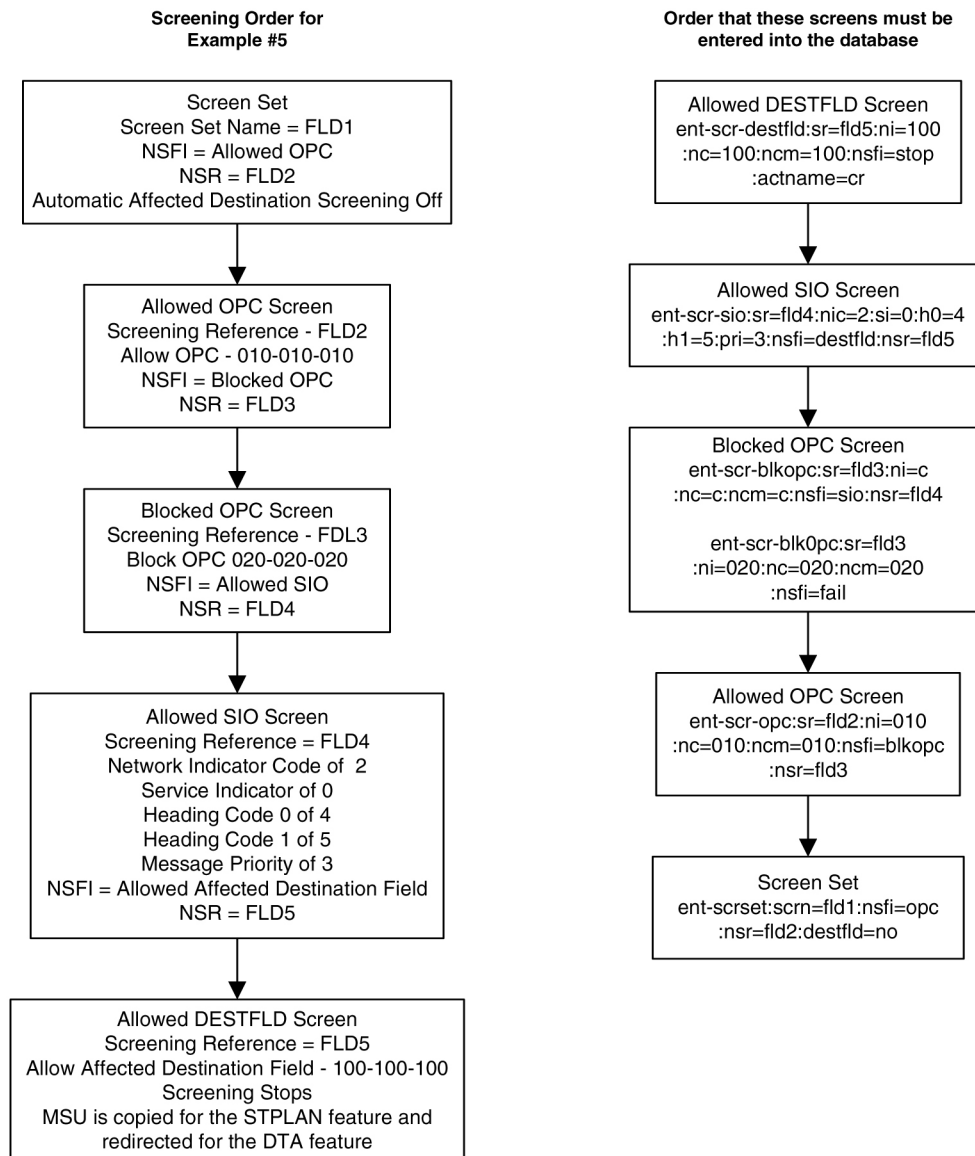 Screening Order for
Example #5
Screen Set
Screen Set Name = FLD1
NSFI = Allowed OPC
NSR = FLD2
Automatic Affected Destination Screening Off
Allowed OPC Screen
Screening Reference - FLD2
Allow OPC - 010-010-010
NSFI = Blocked OPC
NSR = FLD3
Blocked OPC Screen
Screening Reference - FDL3
Block OPC 020-020-020
NSFI = Allowed SIO
NSR = FLD4
Allowed SIO Screen
Screening Reference = FLD4
Network Indicator Code of 2
Service Indicator of 0
Heading Code 0 of 4
Heading Code 1 of 5
Message Priority of 3
NSFI = Allowed Affected Destination Field
NSR = FLD5
Allowed DESTFLD Screen
Screening Reference = FLD5
Allow Affected Destination Field - 100-100-100
Screening Stops
MSU is copied for the STPLAN feature and
redirected for the DTA feature
Order that these screens must be
entered into the database
Allowed DESTFLD Screen
ent-scr-destfld:sr=fld5:ni=100
:nc=100:ncm=100:nsfi=stop
:actname=cr
Allowed SIO Screen
ent-scr-sio:sr=fld4:nic=2:si=0:h0=4
:h1=5:pri=3:nsfi=destfld:nsr=fld5
Blocked OPC Screen
ent-scr-blkopc:sr=fld3:ni=c
:nc=c:ncm=c:nsfi=sio:nsr=fld4
ent-scr-blk0pc:sr=fld3
:ni=020:nc=020:ncm=020
:nsfi=fail
Allowed OPC Screen
ent-scr-opc:sr=fld2:ni=010
:nc=010:ncm=010:nsfi=blkopc
:nsr=fld3
Screen Set
ent-scrset:scrn=fld1:nsfi=opc
:nsr=fld2:destfld=no